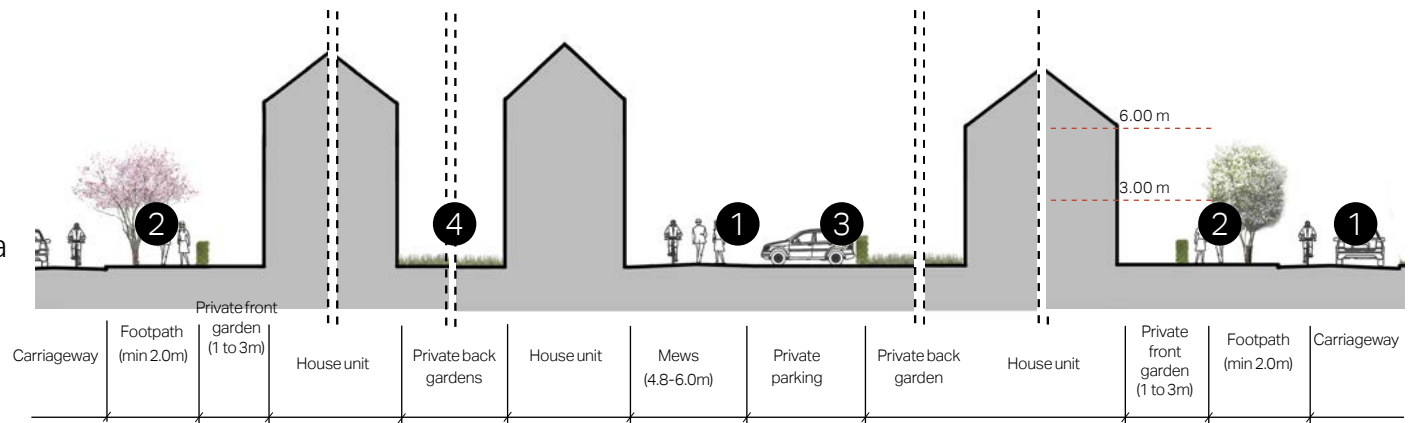 6.00 m
3.00 m
2
4
1
3
2
1
a
Carriageway
Footpath
(min 2.0m)
Private front
garden
(1 to 3m)
House unit
Private back
gardens
House unit
Mews
(4.8-6.0m)
Private
parking
Private back
garden
House unit
Private
front
garden
(1 to 3m)
Footpath
(min 2.0m)
Carriageway